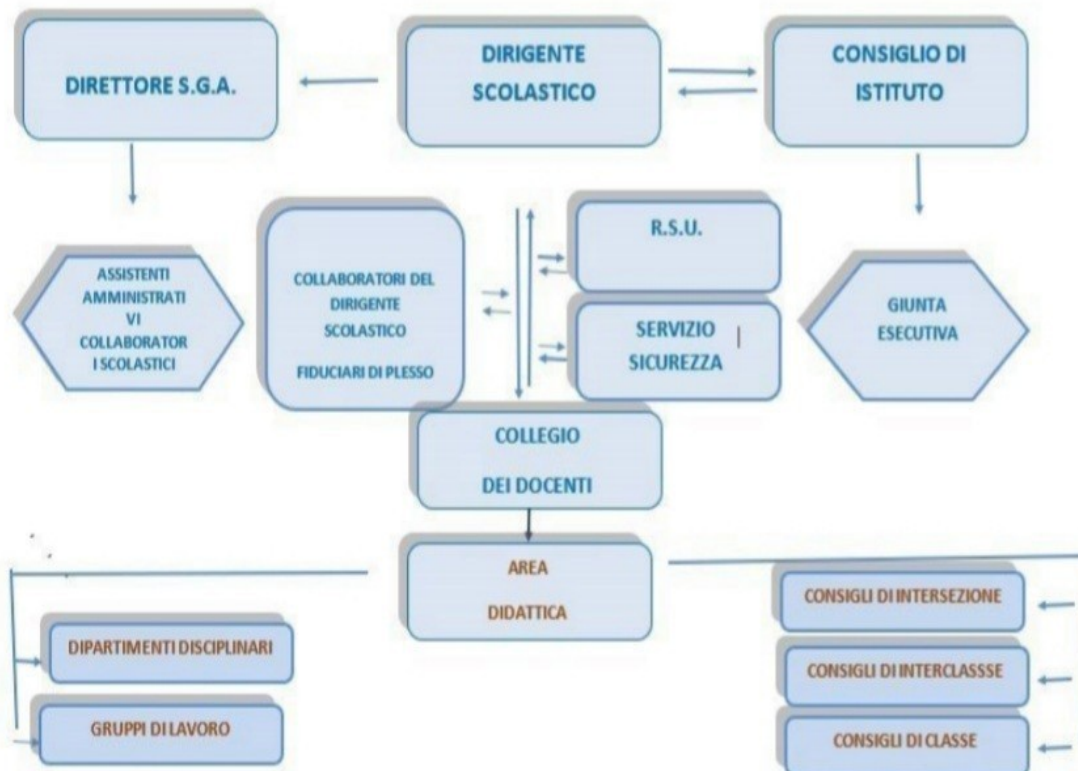 DIRETTORE S.G.A.
DIRIGENTE
SCOLASTICO
CONSIGLIO DI
ISTITUTO
ASSISTENTI
AMMINISTRATI
VI
COLLABORATOR
I SCOLASTICI
COLLABORATORI DEL
DIRIGENTE
SCOLASTICO
FIDUCIARI DI PLESSO
R.S.U.
SERVIZIO
SICUREZZA
GIUNTA
ESECUTIVA
COLLEGIO
DEI DOCENTI
AREA
DIDATTICA
DIPARTIMENTI DISCIPLINARI
GRUPPI DI LAVORO
CONSIGLI DI INTERSEZIONE
CONSIGLI DI INTERCLASSSE
CONSIGLI DI CLASSE